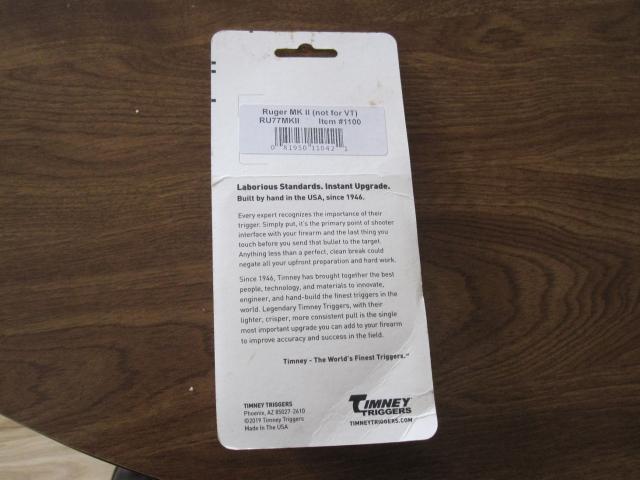 Ruger MK II (not for VT)
RU77MKII Item #1100
0 81950 11042 1
Laborious Standards. Instant Upgrade.
Built by hand in the USA, since 1946.
Every expert recognizes the importance of their
trigger. Simply put, it's the primary point of shooter
interface with your firearm and the last thing you
touch before you send that bullet to the target.
Anything less than a perfect, clean break could
negate all your upfront preparation and hard work.
Since 1946, Timney has brought together the best
people, technology, and materials to innovate,
engineer, and hand-build the finest triggers in the
world. Legendary Timney Triggers, with their
lighter, crisper, more consistent pull is the single
most important upgrade you can add to your firearm
to improve accuracy and success in the field.
Timney - The World's Finest Triggers.™
TIMNEY TRIGGERS
Phoenix, AZ 85027-2610
©2019 Timney Triggers
Made In The USA
TIMNEY
TRIGGERS
TIMNEYTRIGGERS.COM